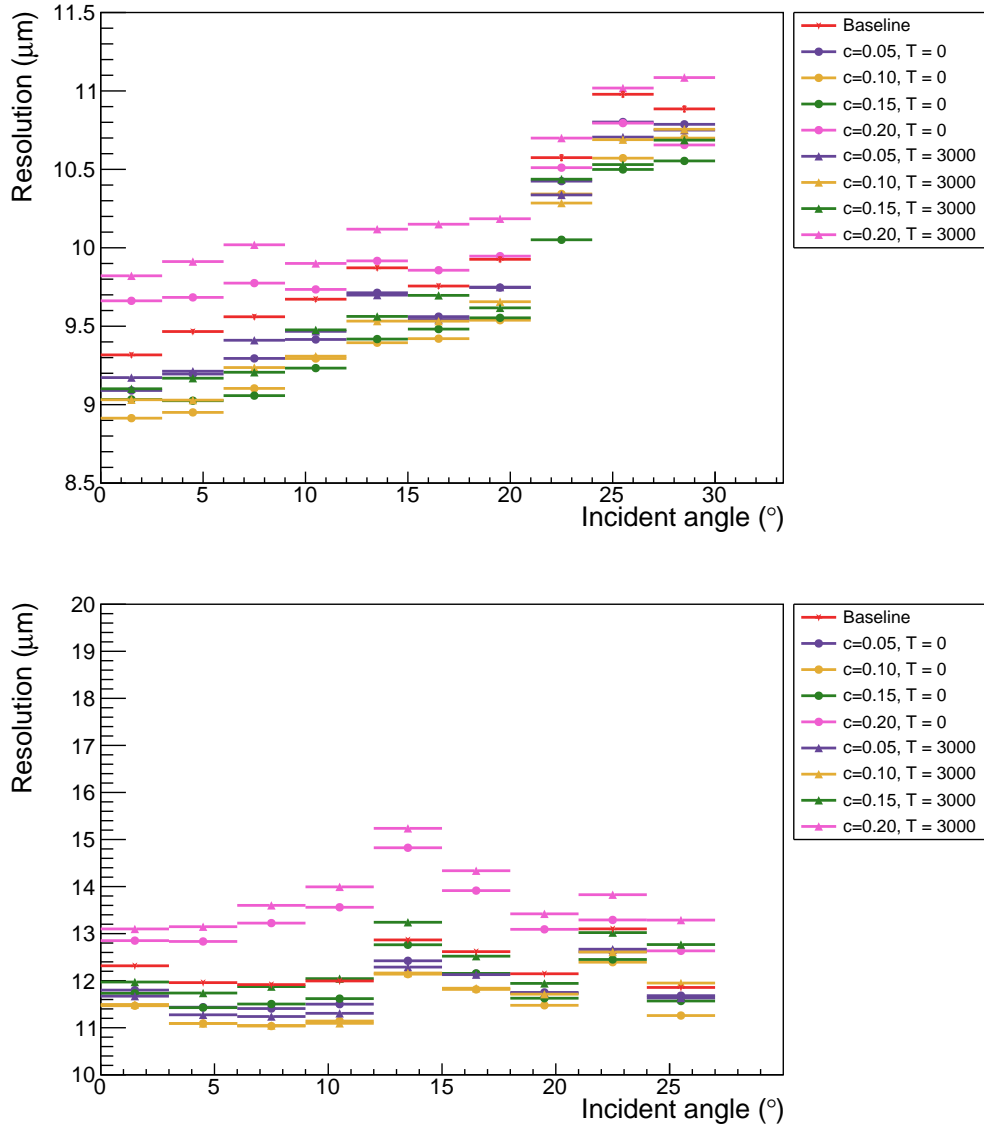 Resolution (μm)
11.5
11
10.5
10
9.5
9
8.5
0 5 10 15 20 25 30
Incident angle (°)
Baseline
c=0.05, T = 0
c=0.10, T = 0
c=0.15, T = 0
c=0.20, T = 0
c=0.05, T = 3000
c=0.10, T = 3000
c=0.15, T = 3000
c=0.20, T = 3000
Resolution (μm)
20
19
18
17
16
15
14
13
12
11
10
0 5 10 15 20 25
Incident angle (°)
Baseline
c=0.05, T = 0
c=0.10, T = 0
c=0.15, T = 0
c=0.20, T = 0
c=0.05, T = 3000
c=0.10, T = 3000
c=0.15, T = 3000
c=0.20, T = 3000